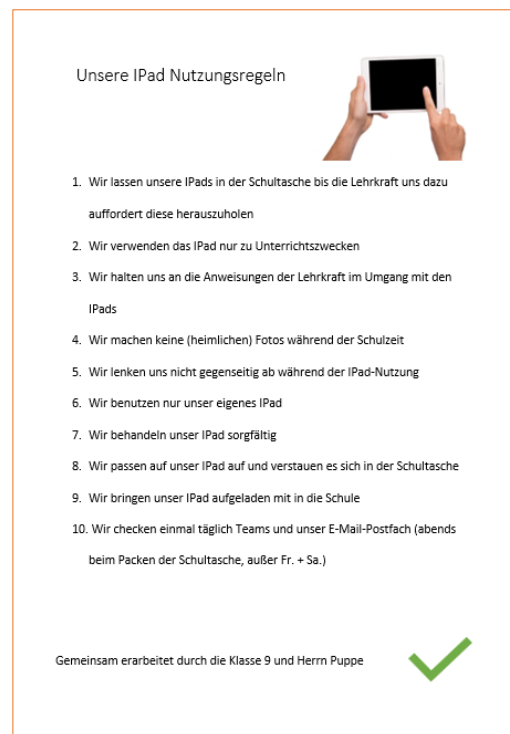 Unsere IPad Nutzungsregeln
1. Wir lassen unsere IPads in der Schultasche bis die Lehrkraft uns dazu
auffordert diese herauszuholen
2. Wir verwenden das IPad nur zu Unterrichtszwecken
3. Wir halten uns an die Anweisungen der Lehrkraft im Umgang mit den
IPads
4. Wir machen keine (heimlichen) Fotos während der Schulzeit
5. Wir lenken uns nicht gegenseitig ab während der IPad-Nutzung
6. Wir benutzen nur unser eigenes IPad
7. Wir behandeln unser IPad sorgfältig
8. Wir passen auf unser IPad auf und verstauen es sich in der Schultasche
9. Wir bringen unser IPad aufgeladen mit in die Schule
10. Wir checken einmal täglich Teams und unser E-Mail-Postfach (abends
beim Packen der Schultasche, außer Fr. + Sa.)
Gemeinsam erarbeitet durch die Klasse 9 und Herrn Puppe